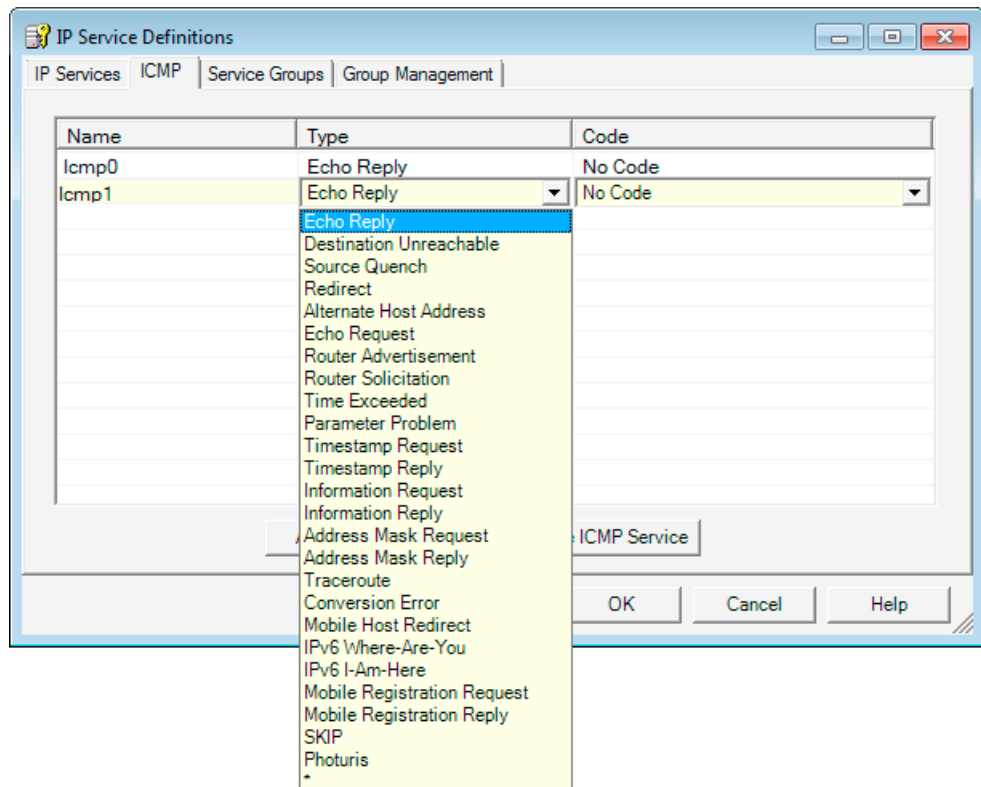 IP Service Definitions
IP Services ICMP Service Groups Group Management
Name Type Code
Icmp0 Echo Reply No Code
Icmp1 Echo Reply No Code
Echo Reply
Destination Unreachable
Source Quench
Redirect
Alternate Host Address
Echo Request
Router Advertisement
Router Solicitation
Time Exceeded
Parameter Problem
Timestamp Request
Timestamp Reply
Information Request
Information Reply
Address Mask Request
ICMP Service
Address Mask Reply
Traceroute
Conversion Error
OK Cancel Help
Mobile Host Redirect
IPv6 Where-Are-You
IPv6 I-Am-Here
Mobile Registration Request
Mobile Registration Reply
SKIP
Photuris
*